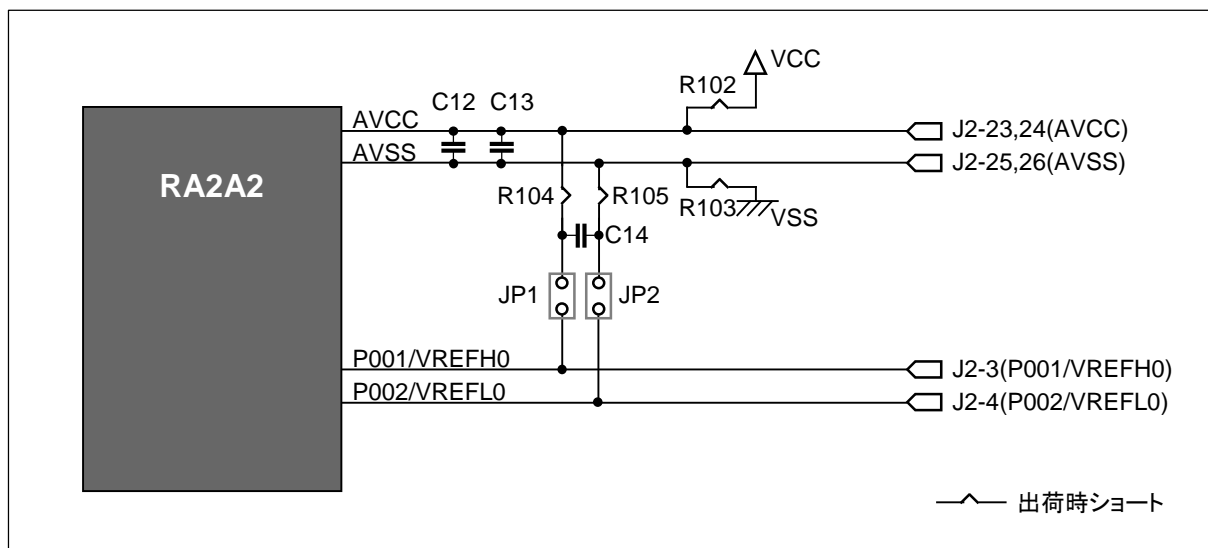 VCC
R102
C12 C13
AVCC
J2-23,24(AVCC)
AVSS
J2-25,26(AVSS)
RA2A2
R104 R105 R103
VSS
C14
JP1 JP2
P001/VREFH0
J2-3(P001/VREFH0)
P002/VREFL0
J2-4(P002/VREFL0)
出荷時ショート